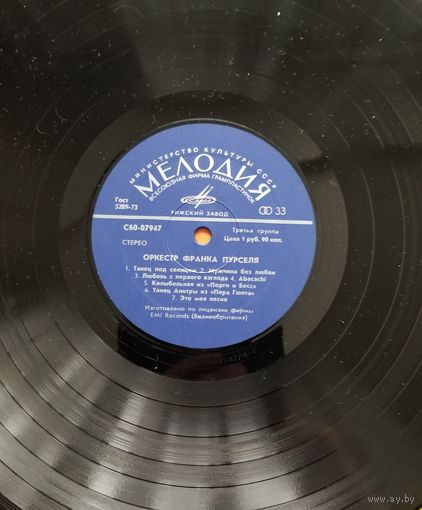 МИНИСТЕРСТВО КУЛЬТУРЫ СССР
МЕЛОДИЯ
ВСЕСОЮЗНАЯ ФИРМА ГРАМПЛАСТИНОК
Гост
5289-73
РИЖСКИЙ ЗАВОД
33
С60-07947
Третья группа
СТЕРЕО
Цена 1 руб. 90 коп.
ОРКЕСТР ФРАНКА ПУРСЕЛЯ
1. Танец под солнцем 2. Мужчина без любви
3. Любовь с первого взгляда 4. Abacachi
5. Колыбельная из «Порги и Бесс»
6. Танец Анитры из «Пера Гюнта»
7. Это моя песня
Изготовлено по лицензии фирмы
EMI Records (Великобритания)
www.ay.by